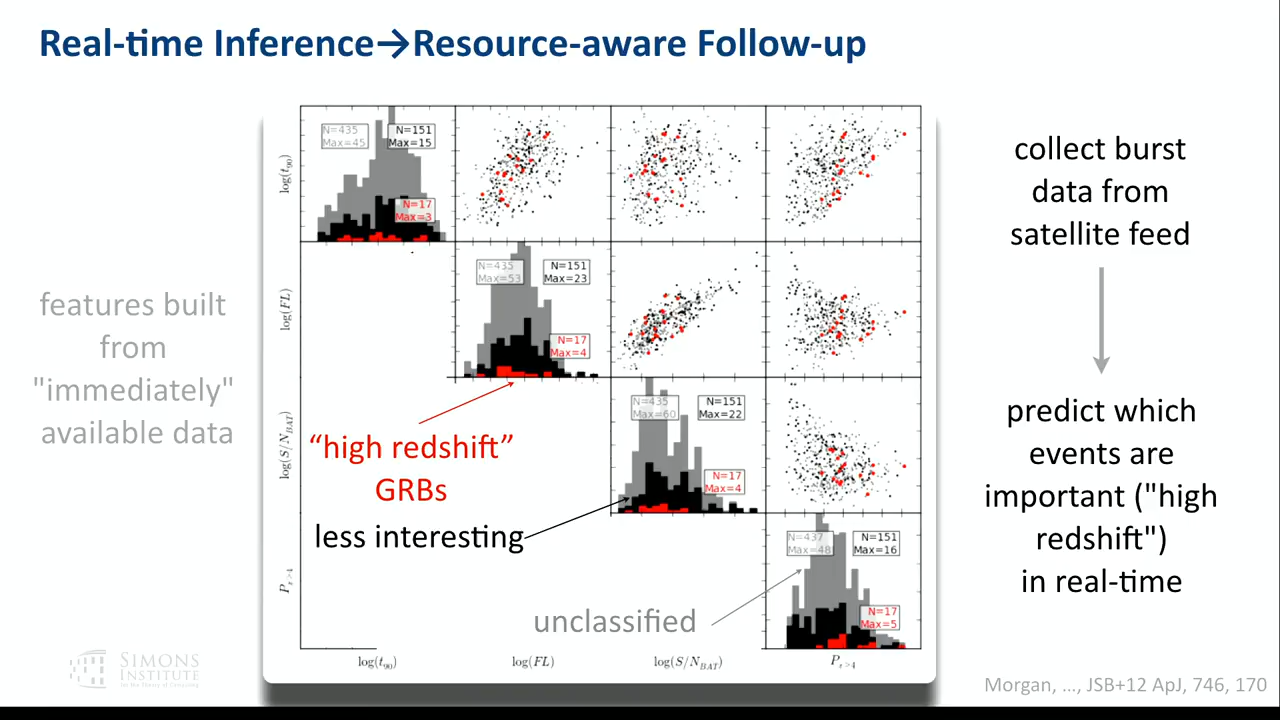 Real-time Inference→Resource-aware Follow-up
features built
from
"immediately"
available data
log(t90)
N=435
Max=45
N=151
Max=15
N=17
Max=3
log(FL)
N=435
Max=53
N=151
Max=23
N=17
Max=4
log(S/N_BAT)
N=435
Max=60
N=151
Max=22
N=17
Max=4
P_z>4
N=437
Max=48
N=151
Max=16
N=17
Max=5
“high redshift”
GRBs
less interesting
unclassified
log(t90)
log(FL)
log(S/N_BAT)
P_z>4
collect burst
data from
satellite feed
predict which
events are
important ("high
redshift")
in real-time
SIMONS
INSTITUTE
for the Theory of Computing
Morgan, ..., JSB+12 ApJ, 746, 170